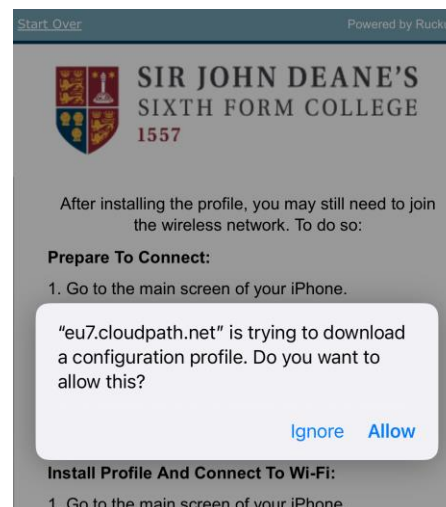 Start Over
Powered by Ruck
SIR JOHN DEANE'S
SIXTH FORM COLLEGE
1557
After installing the profile, you may still need to join
the wireless network. To do so:
Prepare To Connect:
1. Go to the main screen of your iPhone.
“eu7.cloudpath.net” is trying to download
a configuration profile. Do you want to
allow this?
Ignore Allow
Install Profile And Connect To Wi-Fi:
1. Go to the main screen of your iPhone